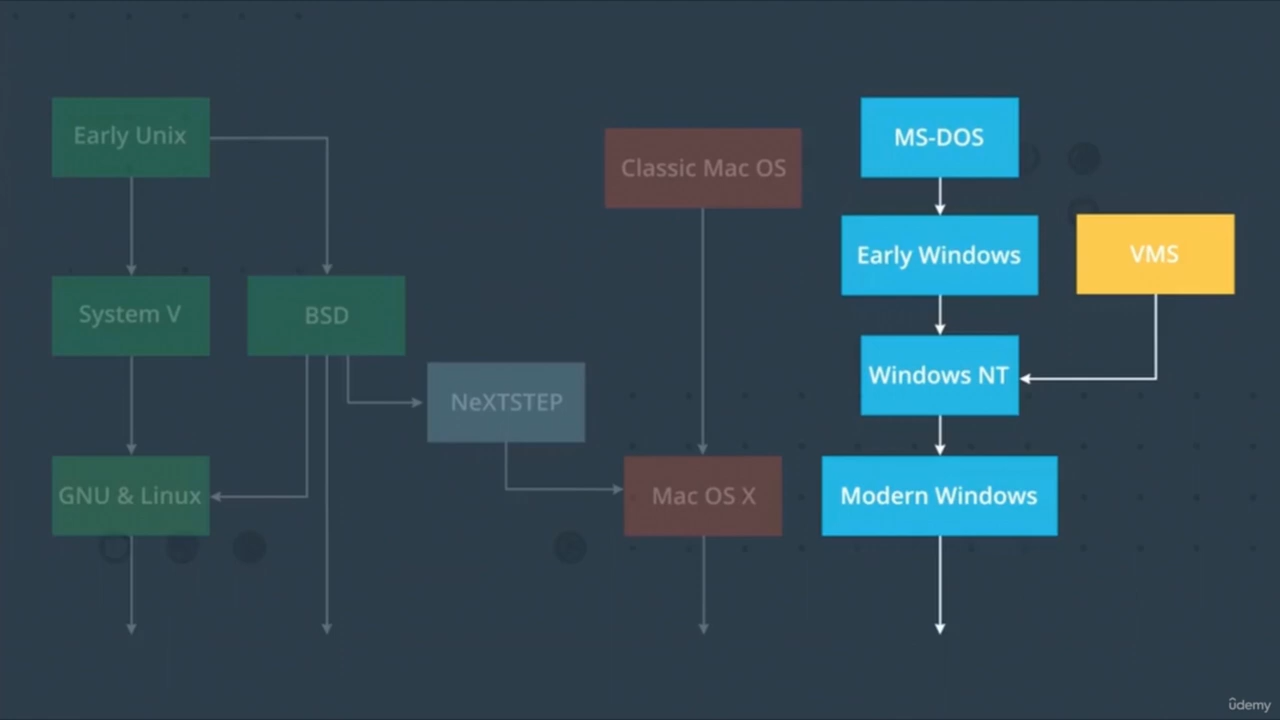 Early Unix
Classic Mac OS
MS-DOS
Early Windows
VMS
System V
BSD
Windows NT
NeXTSTEP
GNU & Linux
Mac OS X
Modern Windows
ûdemy